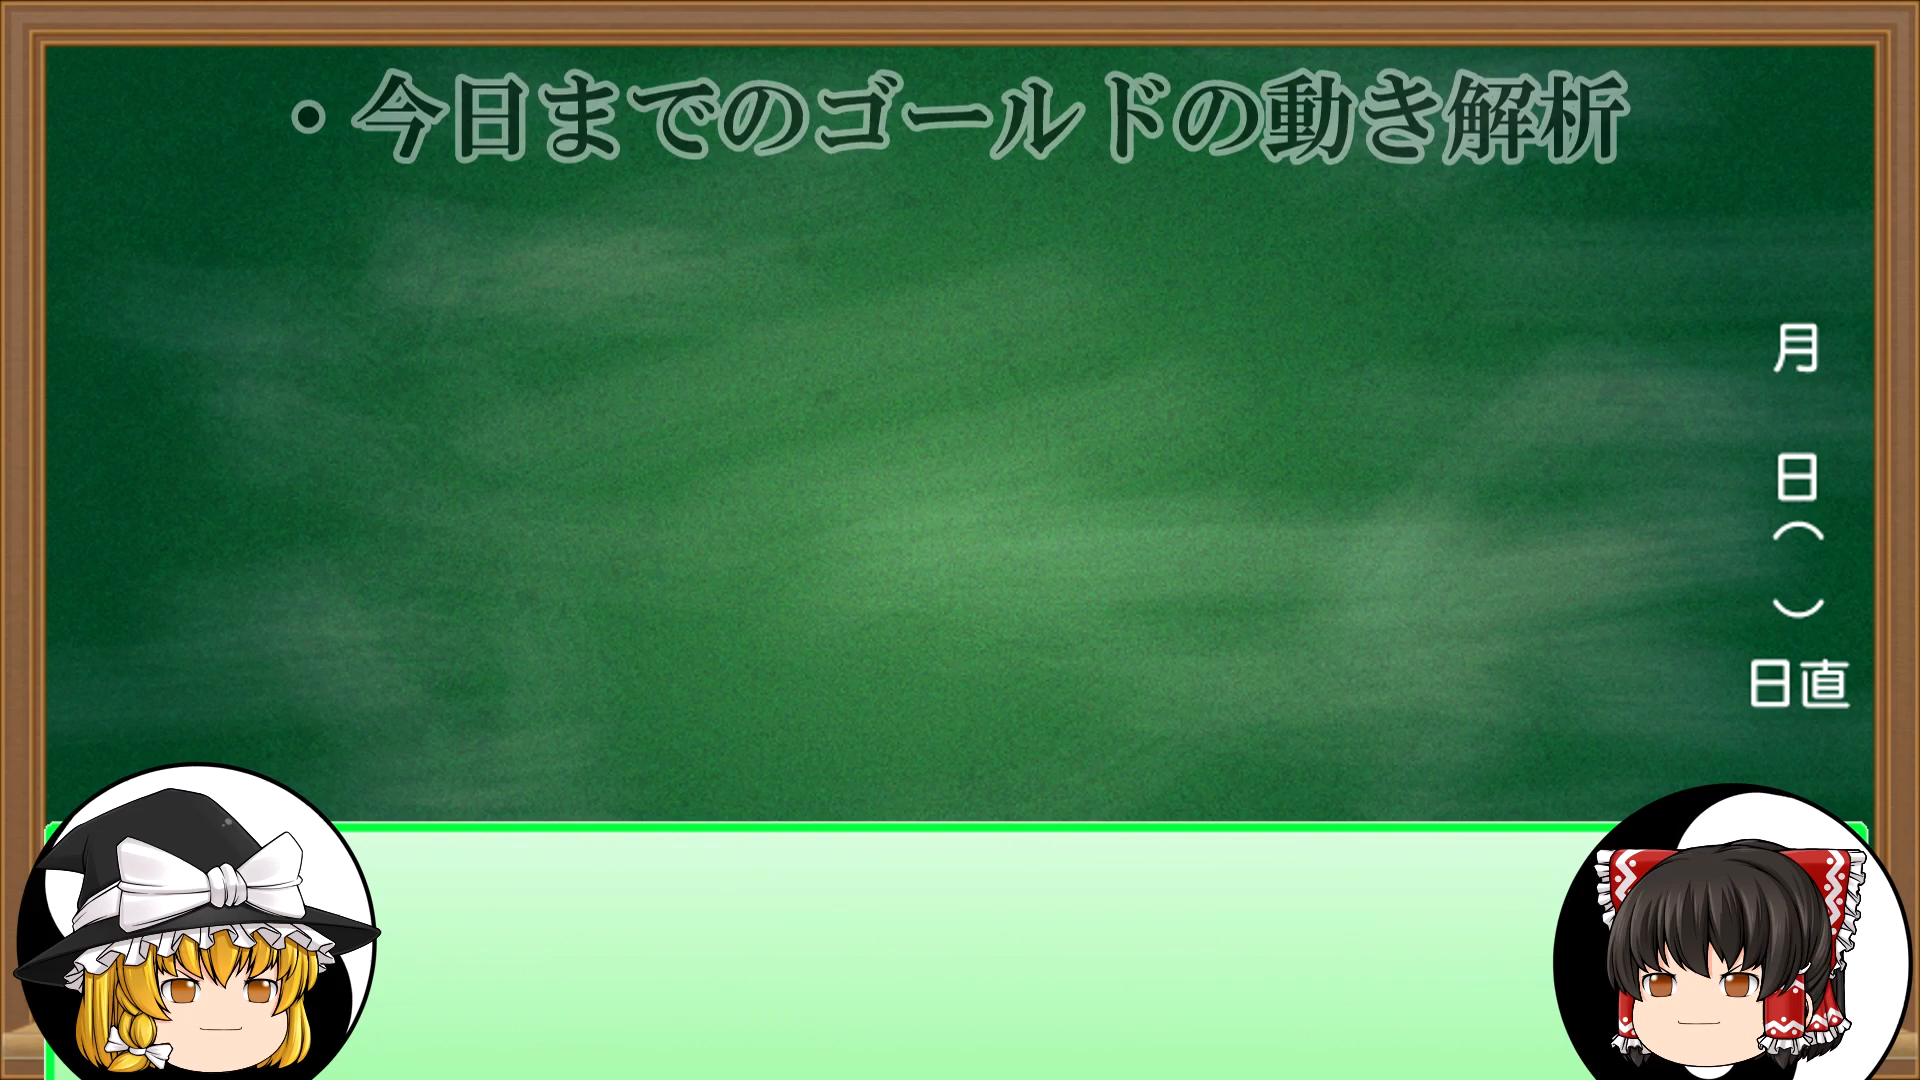 ・今日までのゴールドの動き解析
月
日
（
）
日直